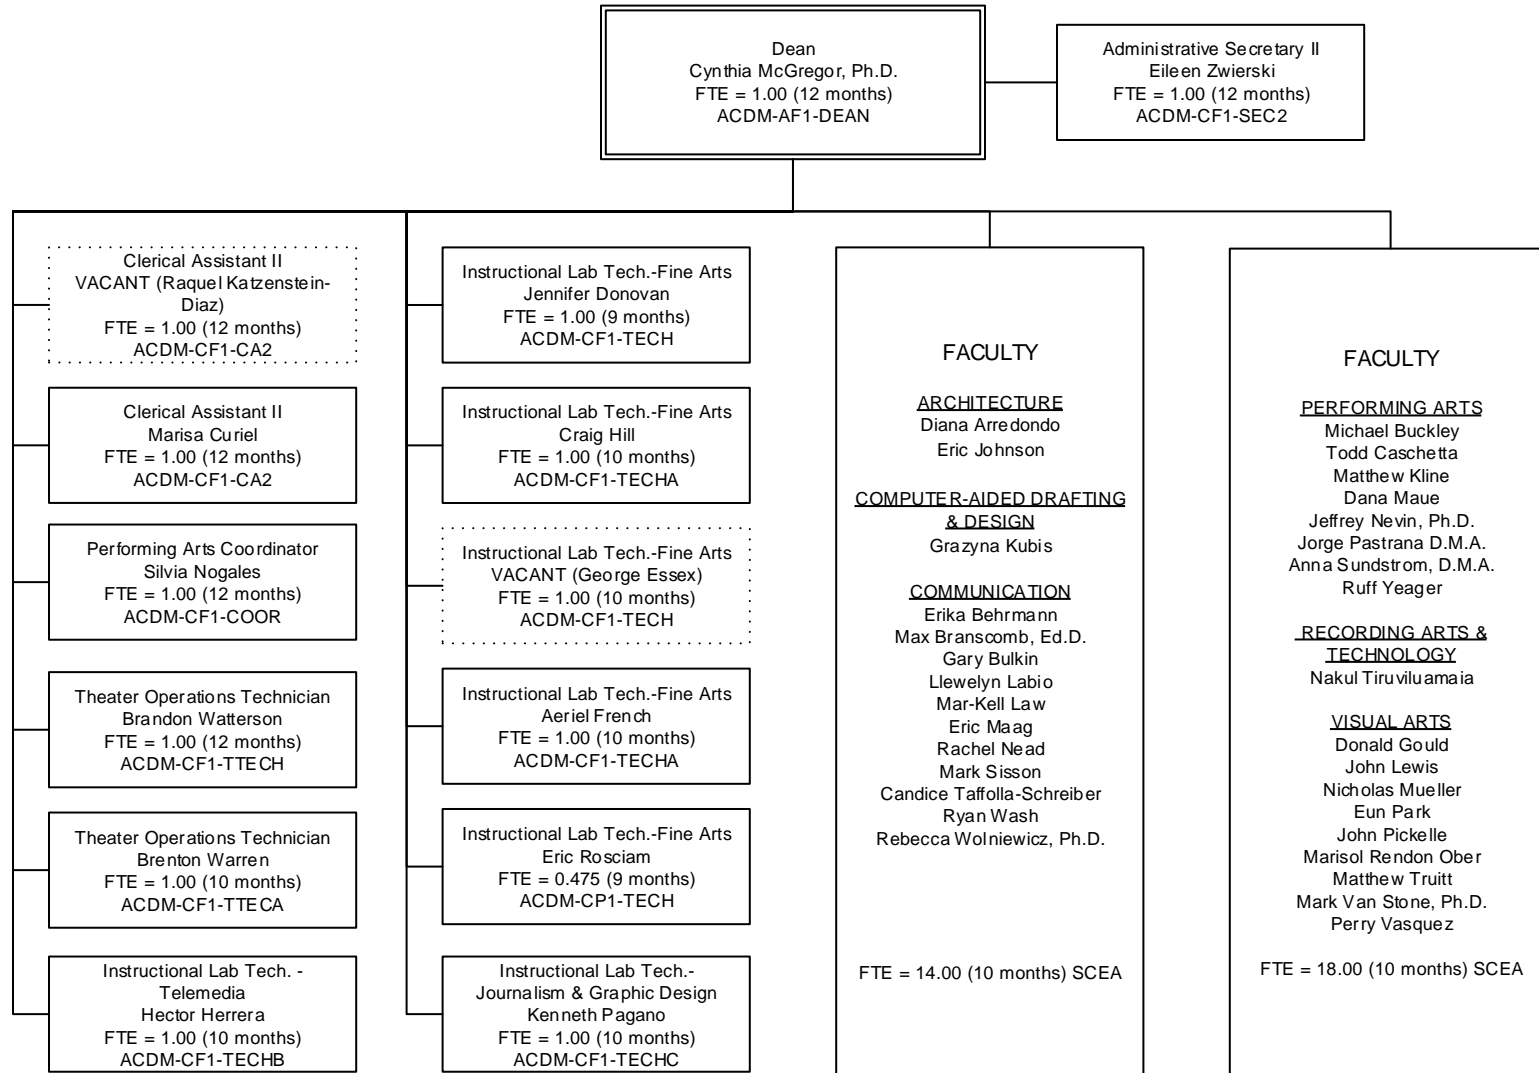 Dean
Cynthia McGregor, Ph.D.
FTE = 1.00 (12 months)
ACDM-AF1-DEAN
Administrative Secretary II
Eileen Zwierski
FTE = 1.00 (12 months)
ACDM-CF1-SEC2
Clerical Assistant II
VACANT (Raquel Katzenstein-
Diaz)
FTE = 1.00 (12 months)
ACDM-CF1-CA2
Clerical Assistant II
Marisa Curiel
FTE = 1.00 (12 months)
ACDM-CF1-CA2
Performing Arts Coordinator
Silvia Nogales
FTE = 1.00 (12 months)
ACDM-CF1-COOR
Theater Operations Technician
Brandon Watterson
FTE = 1.00 (12 months)
ACDM-CF1-TTECH
Theater Operations Technician
Brenton Warren
FTE = 1.00 (10 months)
ACDM-CF1-TTECA
Instructional Lab Tech. -
Telemedia
Hector Herrera
FTE = 1.00 (10 months)
ACDM-CF1-TECHB
Instructional Lab Tech.-Fine Arts
Jennifer Donovan
FTE = 1.00 (9 months)
ACDM-CF1-TECH
Instructional Lab Tech.-Fine Arts
Craig Hill
FTE = 1.00 (10 months)
ACDM-CF1-TECHA
Instructional Lab Tech.-Fine Arts
VACANT (George Essex)
FTE = 1.00 (10 months)
ACDM-CF1-TECH
Instructional Lab Tech.-Fine Arts
Aeriel French
FTE = 1.00 (10 months)
ACDM-CF1-TECHA
Instructional Lab Tech.-Fine Arts
Eric Rosciam
FTE = 0.475 (9 months)
ACDM-CP1-TECH
Instructional Lab Tech.-
Journalism & Graphic Design
Kenneth Pagano
FTE = 1.00 (10 months)
ACDM-CF1-TECHC
FACULTY
ARCHITECTURE
Diana Arredondo
Eric Johnson
COMPUTER-AIDED DRAFTING
& DESIGN
Grazyna Kubis
COMMUNICATION
Erika Behrmann
Max Branscomb, Ed.D.
Gary Bulkin
Llewelyn Labio
Mar-Kell Law
Eric Maag
Rachel Nead
Mark Sisson
Candice Taffolla-Schreiber
Ryan Wash
Rebecca Wolniewicz, Ph.D.
FTE = 14.00 (10 months) SCEA
FACULTY
PERFORMING ARTS
Michael Buckley
Todd Caschetta
Matthew Kline
Dana Maue
Jeffrey Nevin, Ph.D.
Jorge Pastrana D.M.A.
Anna Sundstrom, D.M.A.
Ruff Yeager
RECORDING ARTS &
TECHNOLOGY
Nakul Tiruviluamaia
VISUAL ARTS
Donald Gould
John Lewis
Nicholas Mueller
Eun Park
John Pickelle
Marisol Rendon Ober
Matthew Truitt
Mark Van Stone, Ph.D.
Perry Vasquez
FTE = 18.00 (10 months) SCEA